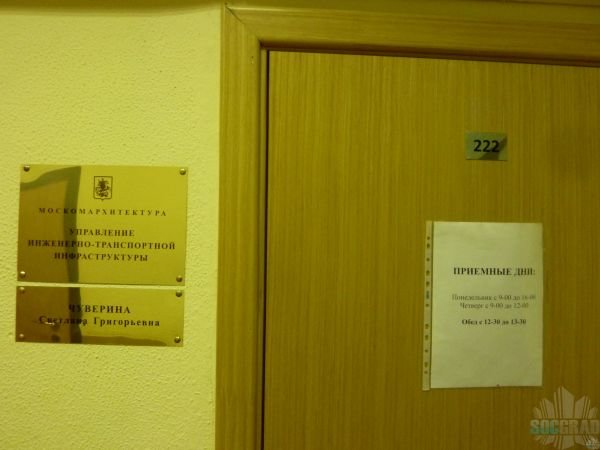 МОСКОМАРХИТЕКТУРА
УПРАВЛЕНИЕ
ИНЖЕНЕРНО-ТРАНСПОРТНОЙ
ИНФРАСТРУКТУРЫ
ЧУВЕРИНА
Светлана Григорьевна
222
ПРИЕМНЫЕ ДНИ:
Понедельник с 9-00 до 16-00
Четверг с 9-00 до 12-00
Обед с 12-30 до 13-30
SOCGRAD